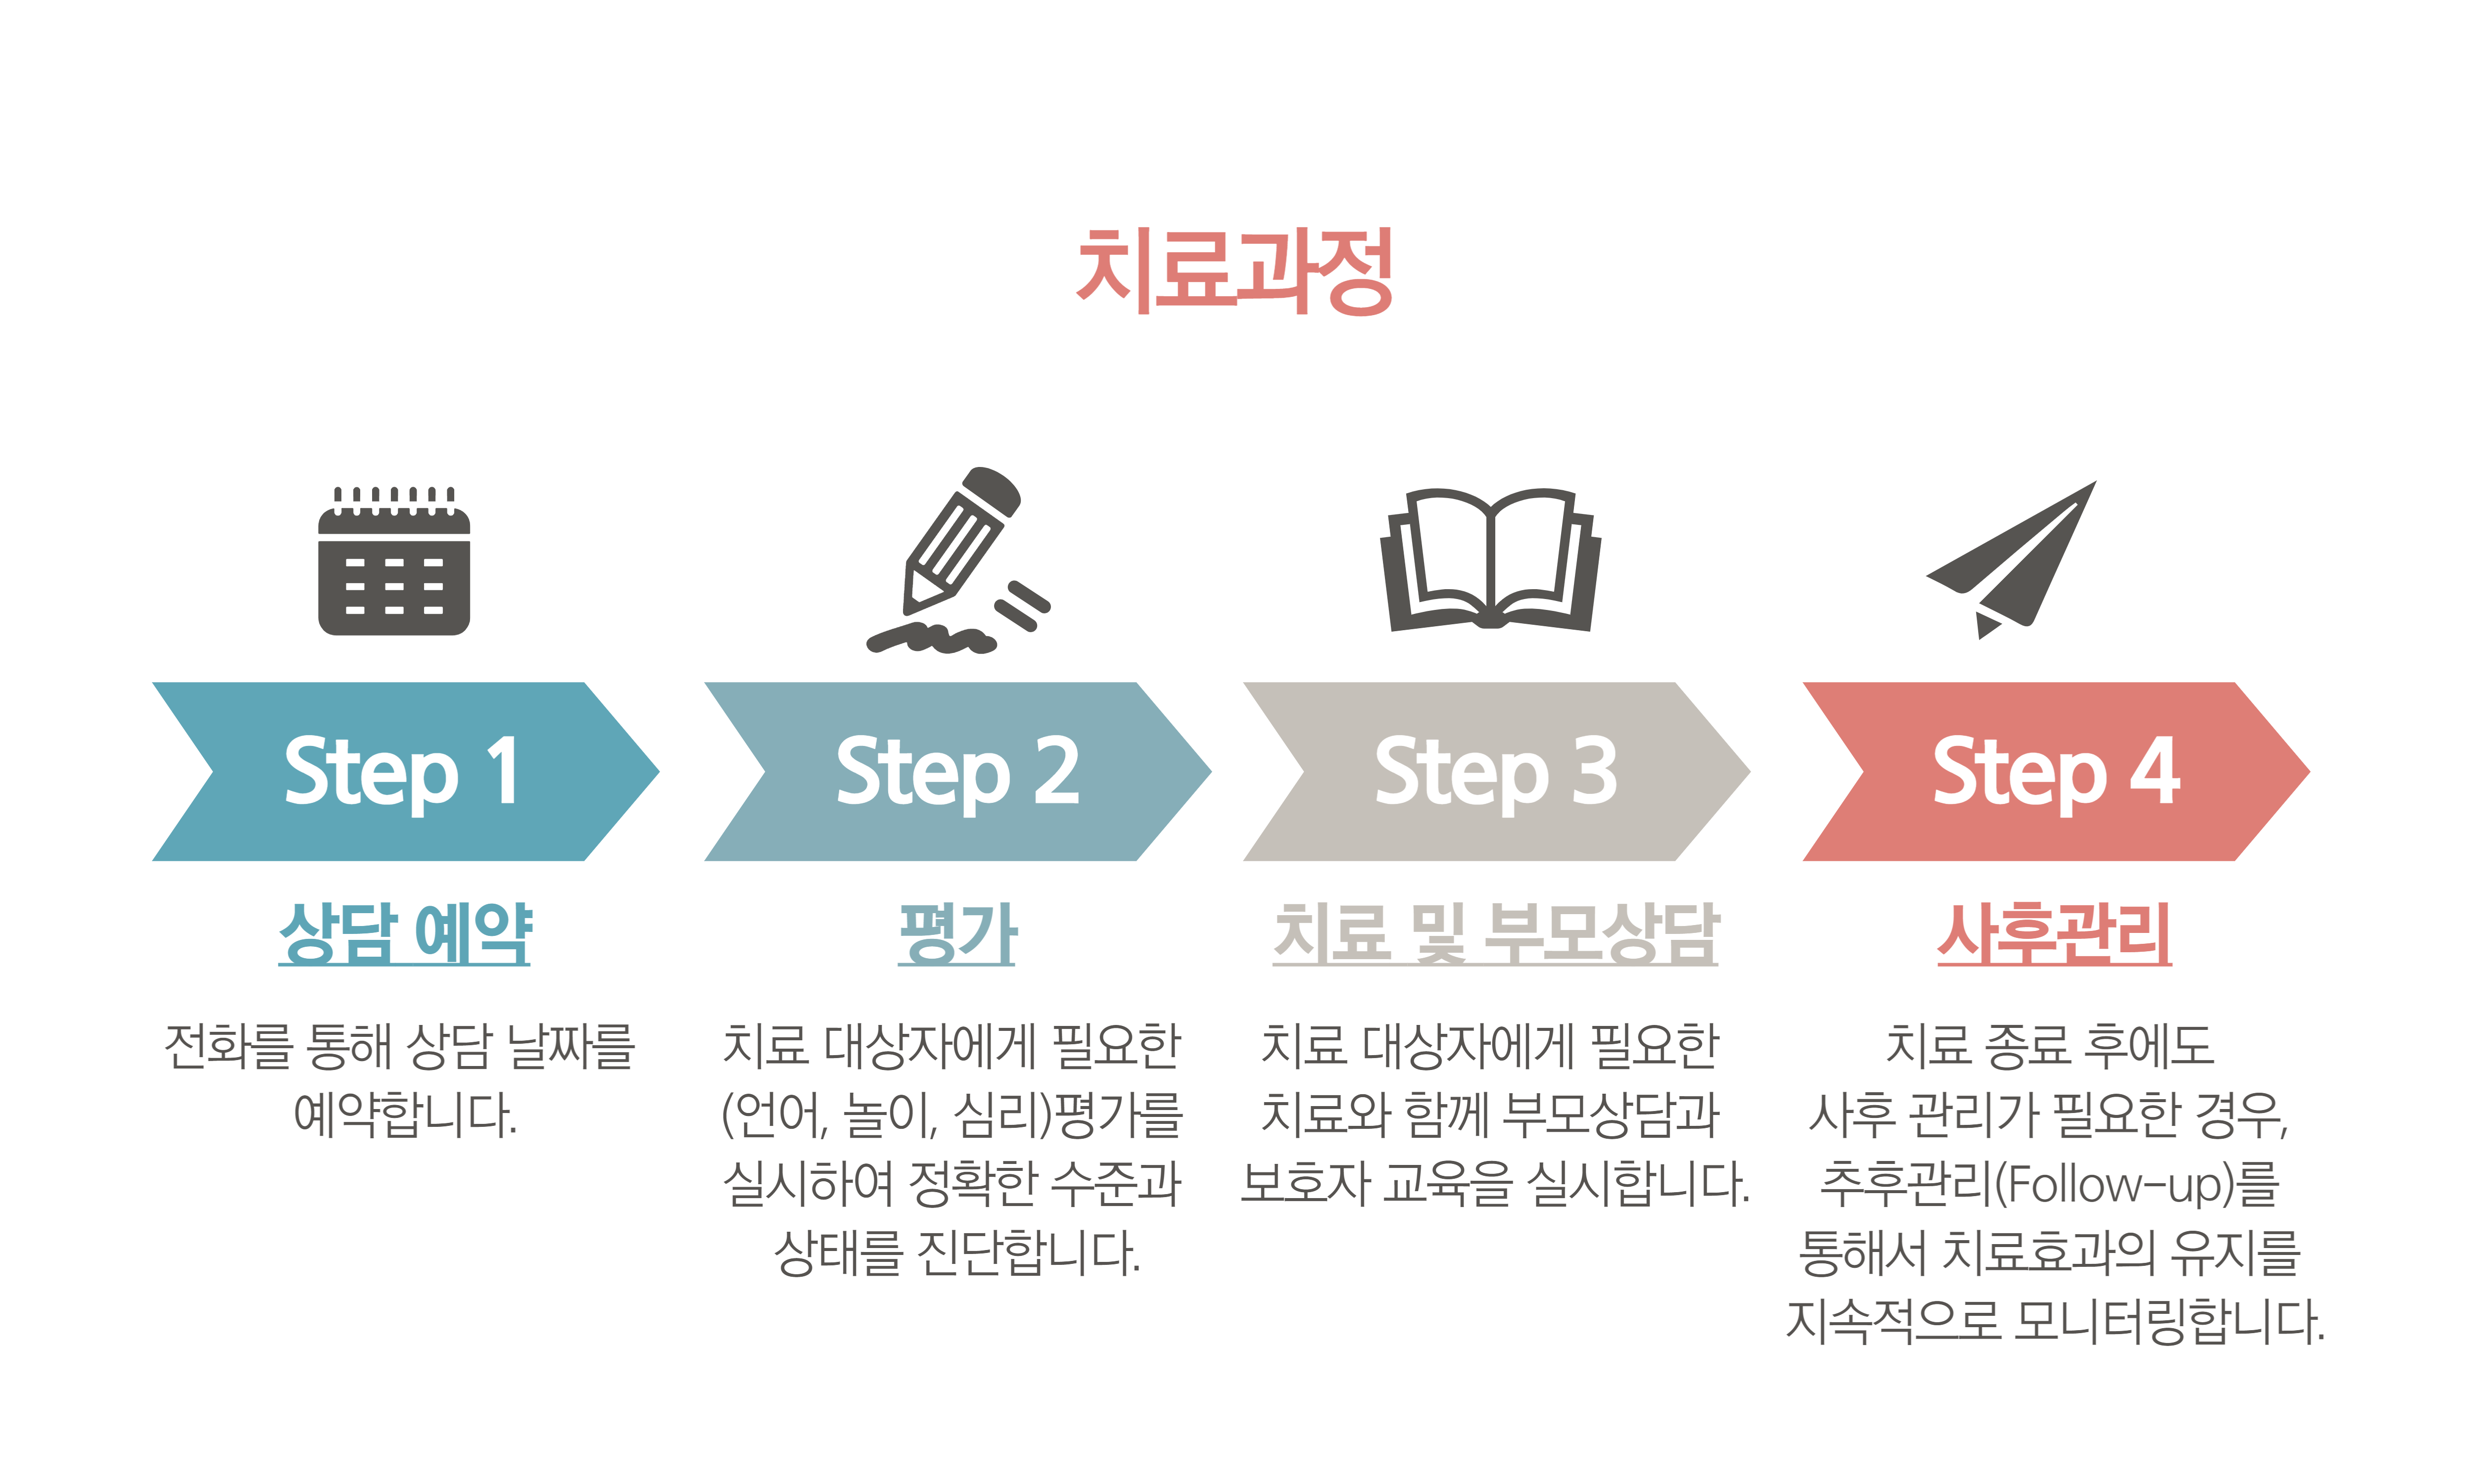 치료과정
Step 1
상담 예약
전화를 통해 상담 날짜를
예약합니다.
Step 2
평가
치료 대상자에게 필요한
(언어, 놀이, 심리)평가를
실시하여 정확한 수준과
상태를 진단합니다.
Step 3
치료 및 부모상담
치료 대상자에게 필요한
치료와 함께 부모상담과
보호자 교육을 실시합니다.
Step 4
사후관리
치료 종료 후에도
사후 관리가 필요한 경우,
추후관리(Follow-up)를
통해서 치료효과의 유지를
지속적으로 모니터링합니다.